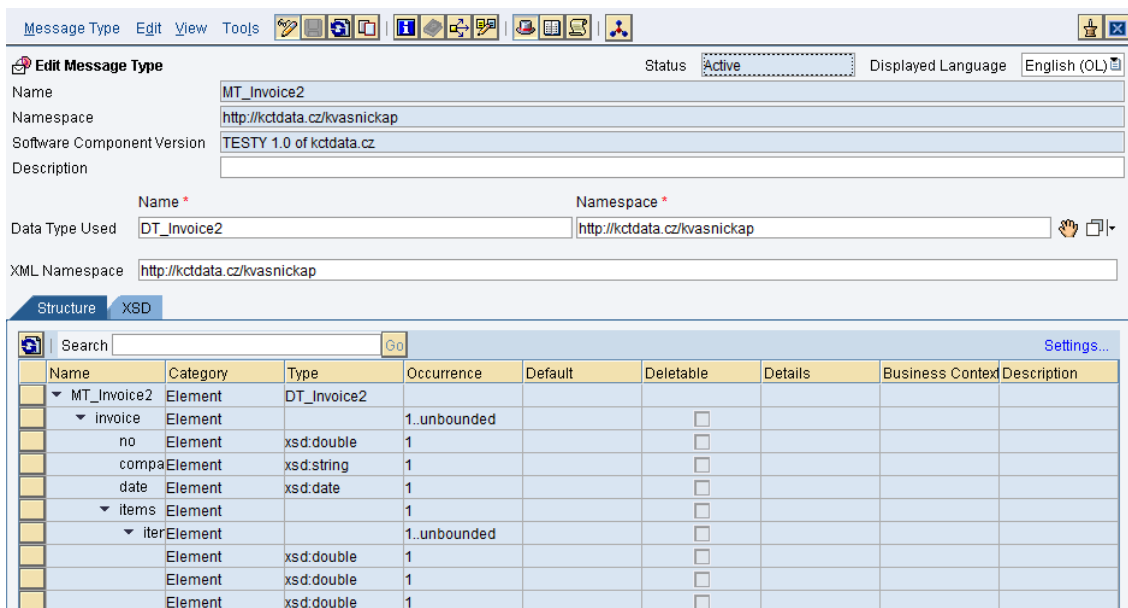 Message Type Edit View Tools
Edit Message Type Status Active Displayed Language English (OL)
Name MT_Invoice2
Namespace http://kctdata.cz/kvasnickap
Software Component Version TESTY 1.0 of kctdata.cz
Description
Name * Namespace *
Data Type Used DT_Invoice2 http://kctdata.cz/kvasnickap
XML Namespace http://kctdata.cz/kvasnickap
Structure XSD
Search Go Settings...
Name Category Type Occurrence Default Deletable Details Business Context Description
MT_Invoice2 Element DT_Invoice2
invoice Element 1..unbounded
no Element xsd:double 1
compa Element xsd:string 1
date Element xsd:date 1
items Element 1
iter Element 1..unbounded
Element xsd:double 1
Element xsd:double 1
Element xsd:double 1